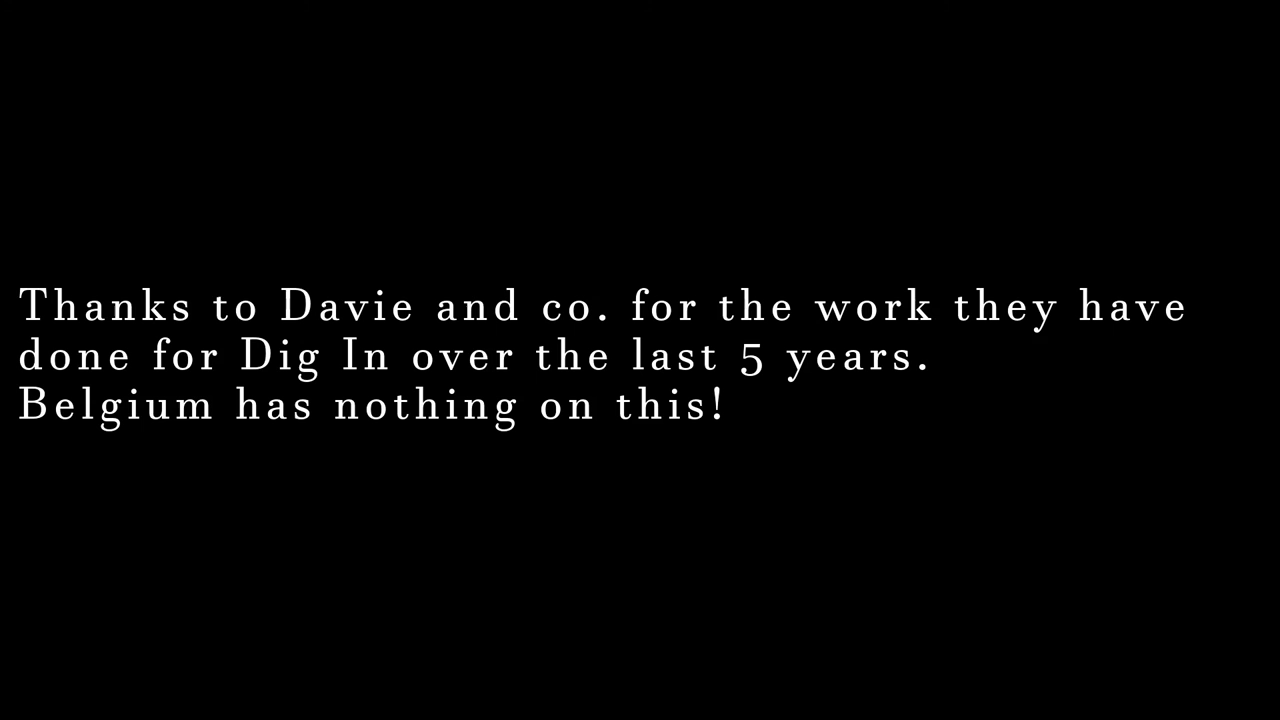 Thanks to Davie and co. for the work they have
done for Dig In over the last 5 years.
Belgium has nothing on this!